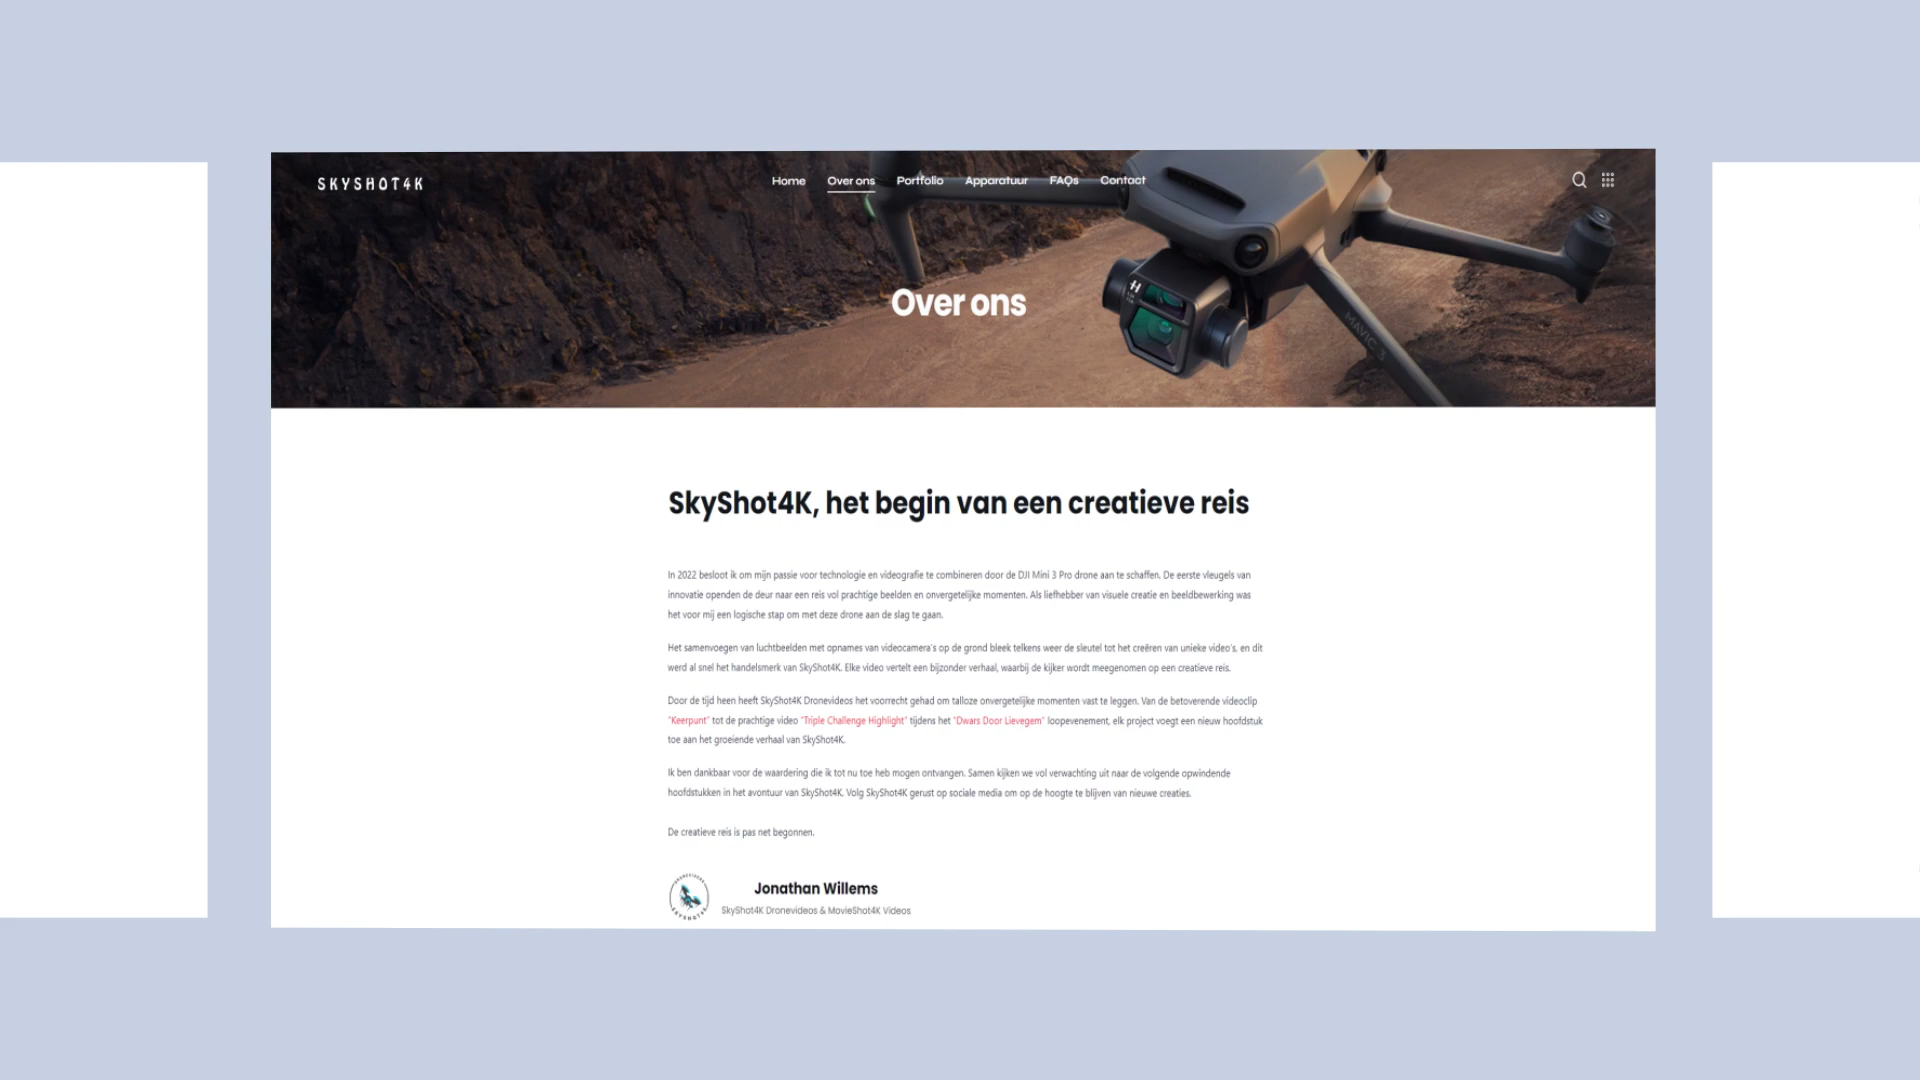 SKYSHOT4K
Home Over ons Portfolio Apparatuur FAQs Contact
MAVIC 3
Over ons
SkyShot4K, het begin van een creatieve reis
In 2022 besloot ik om mijn passie voor technologie en videografie te combineren door de DJI Mini 3 Pro drone aan te schaffen. De eerste vleugels van
innovatie openden de deur naar een reis vol prachtige beelden en onvergetelijke momenten. Als liefhebber van visuele creatie en beeldbewerking was
het voor mij een logische stap om met deze drone aan de slag te gaan.
Het samenvoegen van luchtbeelden met opnames van videocamera's op de grond bleek telkens weer de sleutel tot het creëren van unieke video's, en dit
werd al snel het handelsmerk van SkyShot4K. Elke video vertelt een bijzonder verhaal, waarbij de kijker wordt meegenomen op een creatieve reis.
Door de tijd heen heeft SkyShot4K Dronevideos het voorrecht gehad om talloze onvergetelijke momenten vast te leggen. Van de betoverende videoclip
"Keerpunt" tot de prachtige video "Triple Challenge Highlight" tijdens het "Dwars Door Lievegem" loopevenement, elk project voegt een nieuw hoofdstuk
toe aan het groeiende verhaal van SkyShot4K.
Ik ben dankbaar voor de waardering die ik tot nu toe heb mogen ontvangen. Samen kijken we vol verwachting uit naar de volgende opwindende
hoofdstukken in het avontuur van SkyShot4K. Volg SkyShot4K gerust op sociale media om op de hoogte te blijven van nieuwe creaties.
De creatieve reis is pas net begonnen.
DRONEVIDEOS
SKYSHOT4K
Jonathan Willems
SkyShot4K Dronevideos & MovieShot4K Videos